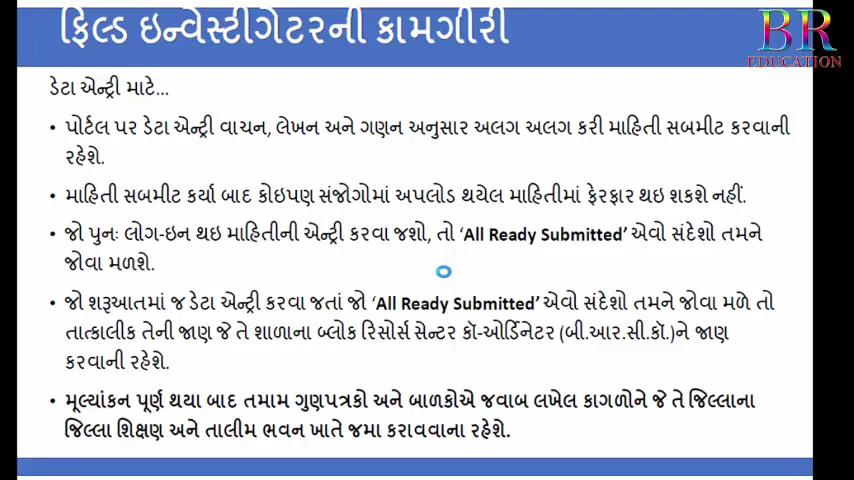 ફિલ્ડ ઇન્વેસ્ટીગેટરની કામગીરી
BR
EDUCATION
ડેટા એન્ટ્રી માટે...
• પોર્ટલ પર ડેટા એન્ટ્રી વાચન, લેખન અને ગણન અનુસાર અલગ અલગ કરી માહિતી સબમીટ કરવાની
રહેશે.
• માહિતી સબમીટ કર્યા બાદ કોઇપણ સંજોગોમાં અપલોડ થયેલ માહિતીમાં ફેરફાર થઇ શકશે નહીં.
• જો પુનઃ લોગ-ઇન થઇ માહિતીની એન્ટ્રી કરવા જશો, તો ‘All Ready Submitted’ એવો સંદેશો તમને
જોવા મળશે.
• જો શરૂઆતમાં જ ડેટા એન્ટ્રી કરવા જતાં જો ‘All Ready Submitted’ એવો સંદેશો તમને જોવા મળે તો
તાત્કાલીક તેની જાણ જે તે શાળાના બ્લોક રિસોર્સ સેન્ટર કૉ-ઓર્ડિનેટર (બી.આર.સી.કૉ.)ને જાણ
કરવાની રહેશે.
• મૂલ્યાંકન પૂર્ણ થયા બાદ તમામ ગુણપત્રકો અને બાળકોએ જવાબ લખેલ કાગળોને જે તે જિલ્લાના
જિલ્લા શિક્ષણ અને તાલીમ ભવન ખાતે જમા કરાવવાના રહેશે.